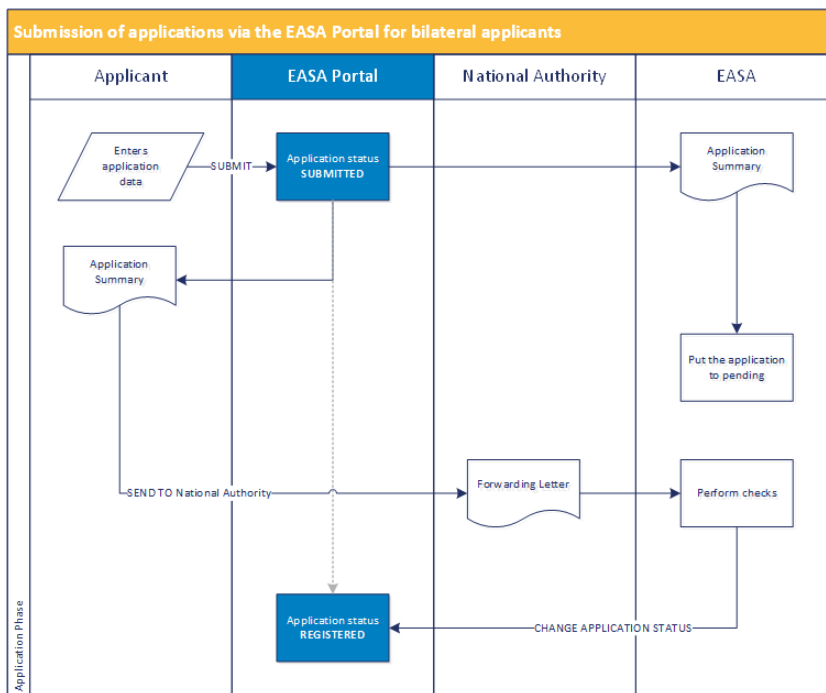 Submission of applications via the EASA Portal for bilateral applicants
Applicant
EASA Portal
National Authority
EASA
Enters
application
data
SUBMIT
Application status
SUBMITTED
Application
Summary
Application
Summary
Put the application
to pending
SEND TO National Authority
Forwarding Letter
Perform checks
Application status
REGISTERED
CHANGE APPLICATION STATUS
Application Phase